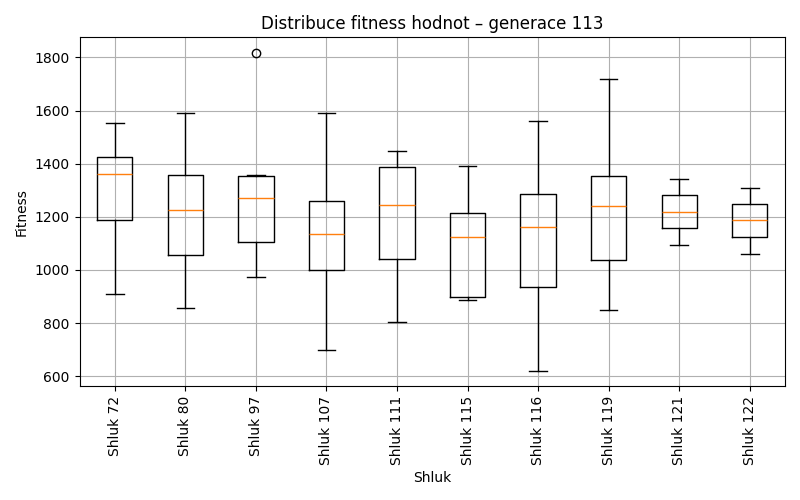 Distribuce fitness hodnot – generace 113
Fitness
1800
1600
1400
1200
1000
800
600
Shluk 72
Shluk 80
Shluk 97
Shluk 107
Shluk 111
Shluk 115
Shluk 116
Shluk 119
Shluk 121
Shluk 122
Shluk